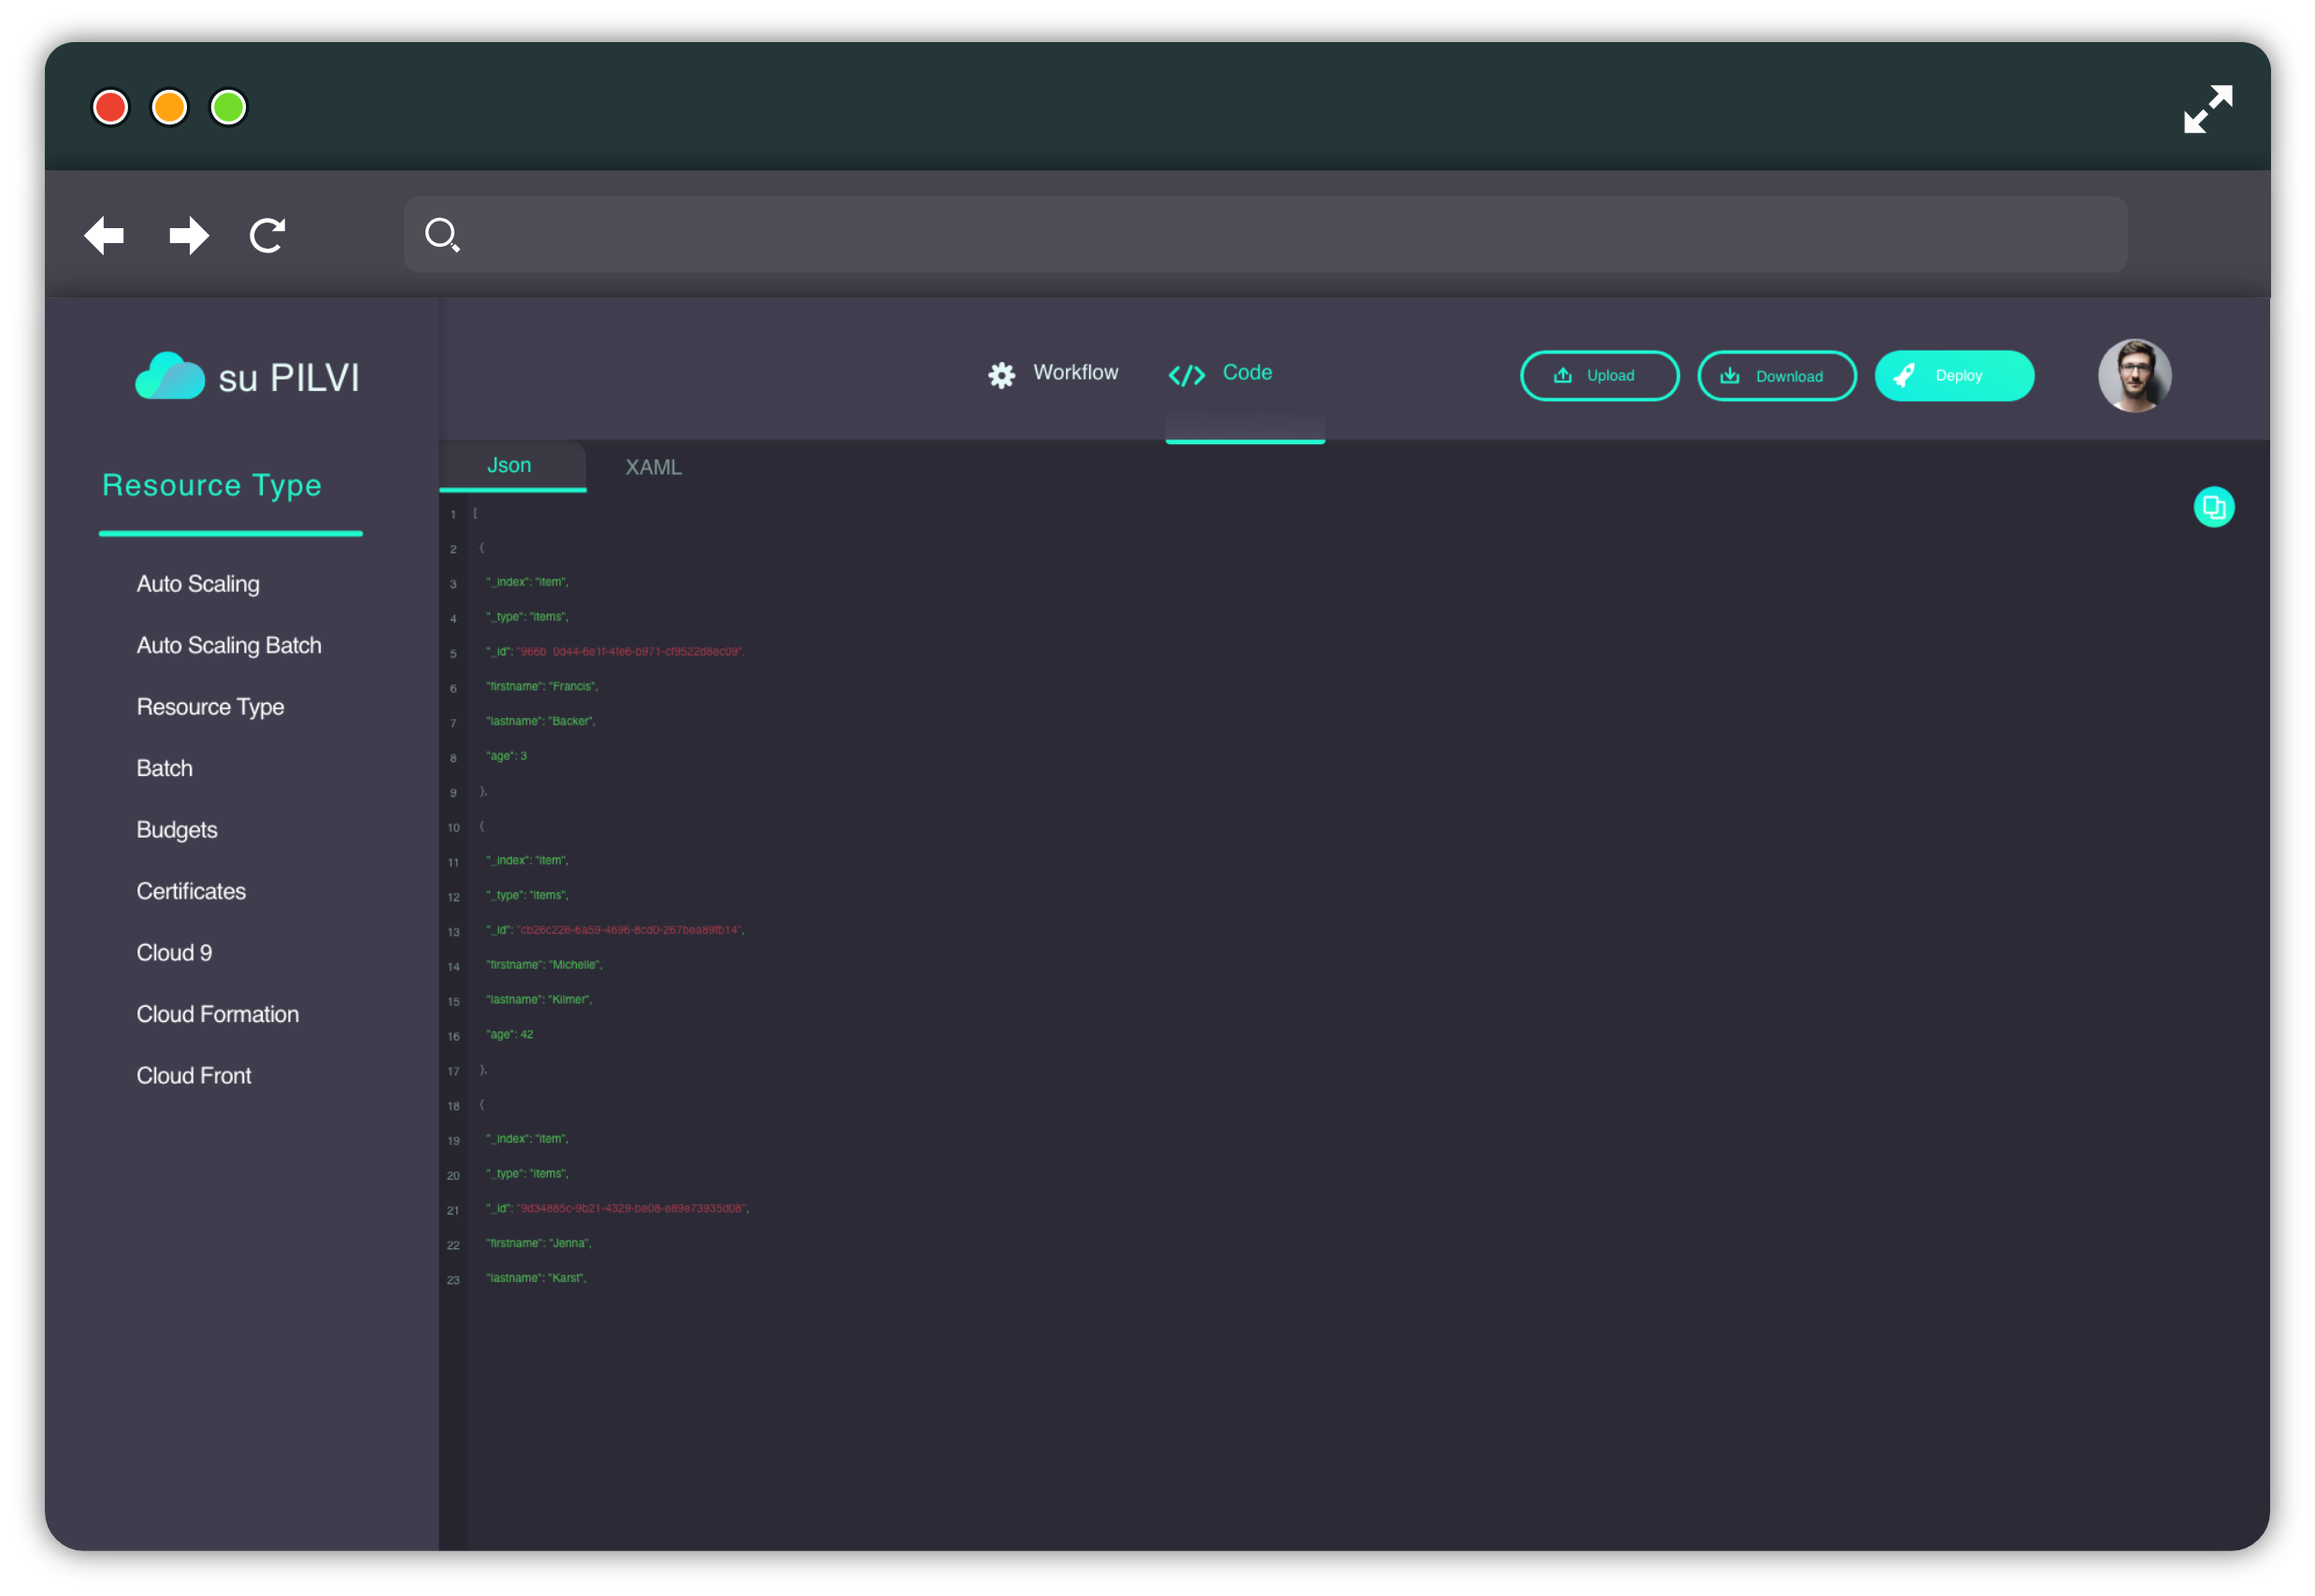 su PILVI
Workflow
Code
Upload
Download
Deploy
Resource Type
Auto Scaling
Auto Scaling Batch
Resource Type
Batch
Budgets
Certificates
Cloud 9
Cloud Formation
Cloud Front
Json
XAML
1 [
2 {
3 "_index": "item",
4 "_type": "items",
5 "_id": "966b 0d44-6e1f-4fe6-b971-cf9522d8ec09".
6 "firstname": "Francis",
7 "lastname": "Backer",
8 "age": 3
9 },
10 {
11 "_index": "item",
12 "_type": "items",
13 "_id": "cb26c226-6a59-4696-8cd0-267bea89fb14",
14 "firstname": "Michelle",
15 "lastname": "Kilmer",
16 "age": 42
17 },
18 {
19 "_index": "item",
20 "_type": "items",
21 "_id": "9d34885c-9b21-4329-be08-e89e73935d08",
22 "firstname": "Jenna",
23 "lastname": "Karst",